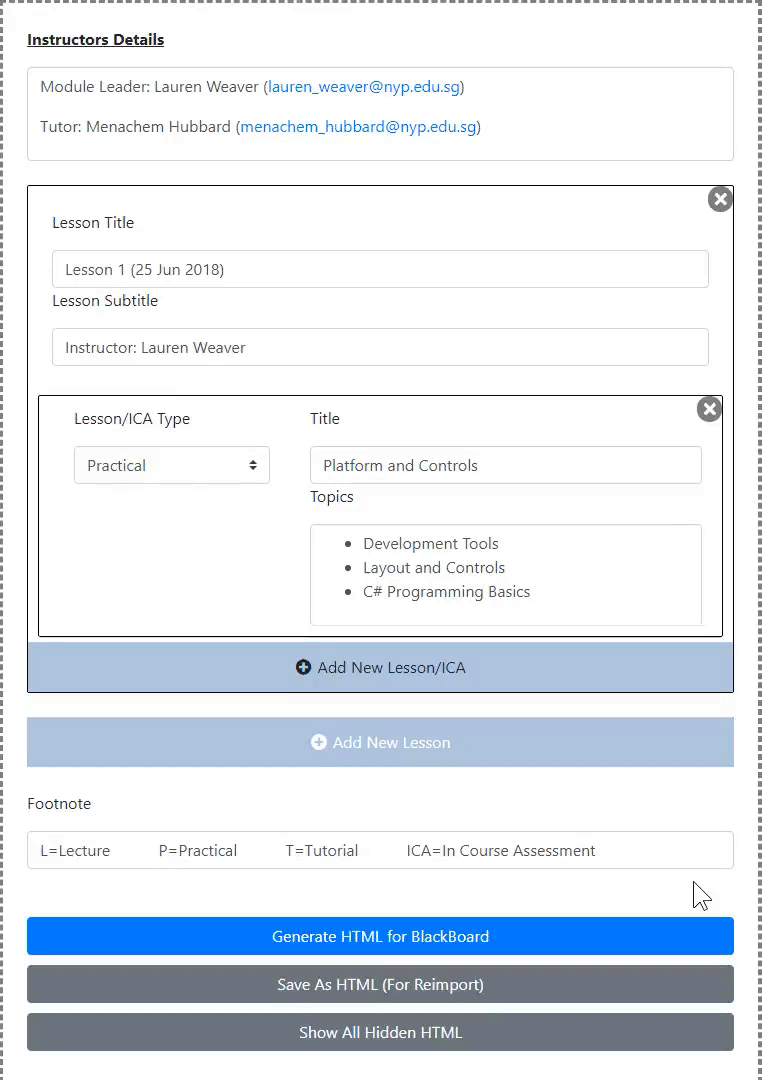 Instructors Details
Module Leader: Lauren Weaver (lauren_weaver@nyp.edu.sg)
Tutor: Menachem Hubbard (menachem_hubbard@nyp.edu.sg)
Lesson Title
Lesson 1 (25 Jun 2018)
Lesson Subtitle
Instructor: Lauren Weaver
Lesson/ICA Type
Practical
Title
Platform and Controls
Topics
Development Tools
Layout and Controls
C# Programming Basics
Add New Lesson/ICA
Add New Lesson
Footnote
L=Lecture P=Practical T=Tutorial ICA=In Course Assessment
Generate HTML for BlackBoard
Save As HTML (For Reimport)
Show All Hidden HTML